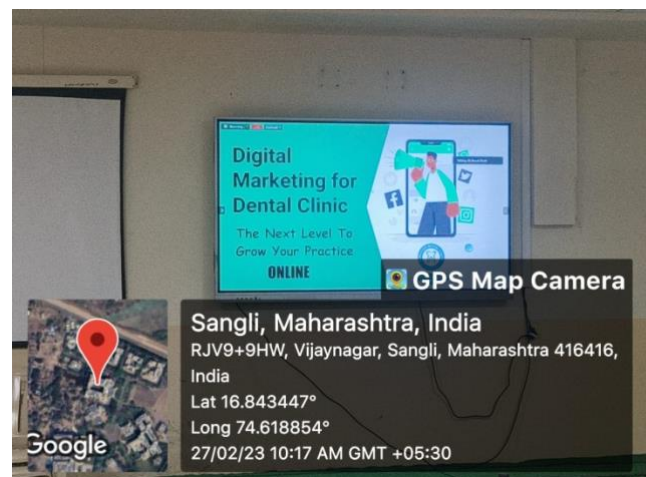 Digital
Marketing for
Dental Clinic
The Next Level To
Grow Your Practice
ONLINE
GPS Map Camera
Sangli, Maharashtra, India
RJV9+9HW, Vijaynagar, Sangli, Maharashtra 416416,
India
Lat 16.843447°
Long 74.618854°
27/02/23 10:17 AM GMT +05:30
Google